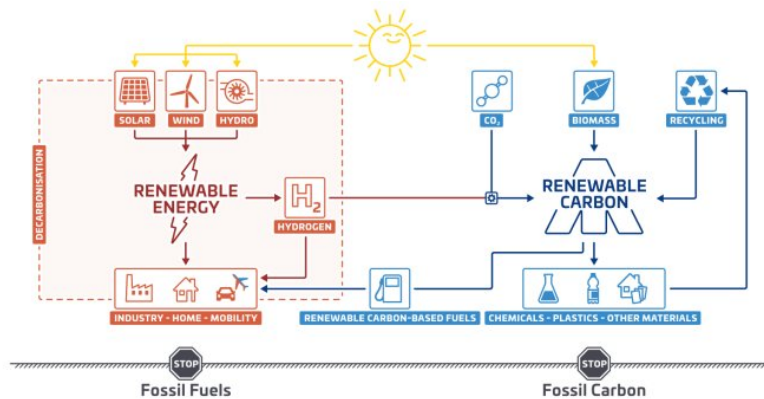 SOLAR
WIND
HYDRO
CO₂
BIOMASS
RECYCLING
DECARBONISATION
RENEWABLE
ENERGY
H₂
HYDROGEN
RENEWABLE
CARBON
INDUSTRY - HOME - MOBILITY
RENEWABLE CARBON-BASED FUELS
CHEMICALS - PLASTICS - OTHER MATERIALS
STOP
Fossil Fuels
STOP
Fossil Carbon